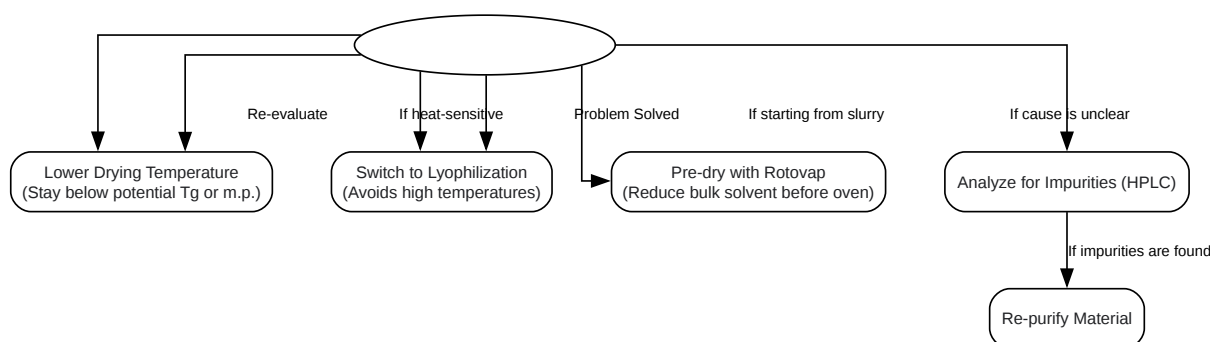 Re-evaluate
If heat-sensitive
Problem Solved
If starting from slurry
If cause is unclear
Lower Drying Temperature
(Stay below potential Tg or m.p.)
Switch to Lyophilization
(Avoids high temperatures)
Pre-dry with Rotovap
(Reduce bulk solvent before oven)
Analyze for Impurities (HPLC)
If impurities are found
Re-purify Material